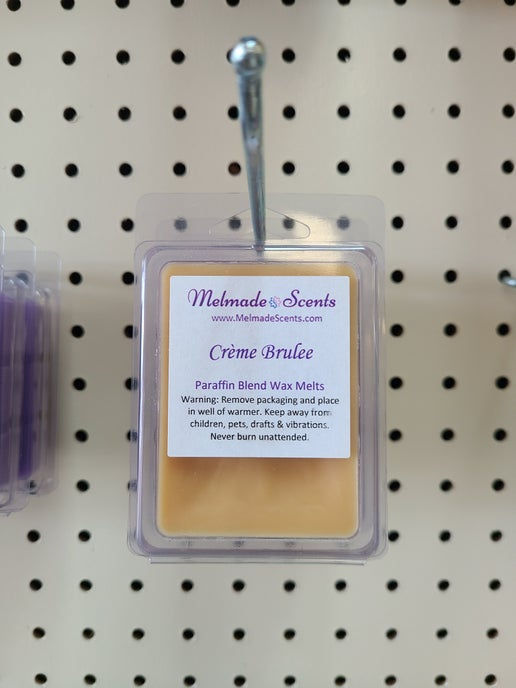 Melmade Scents
www.MelmadeScents.com
Crème Brulee
Paraffin Blend Wax Melts
Warning: Remove packaging and place
in well of warmer. Keep away from
children, pets, drafts & vibrations.
Never burn unattended.